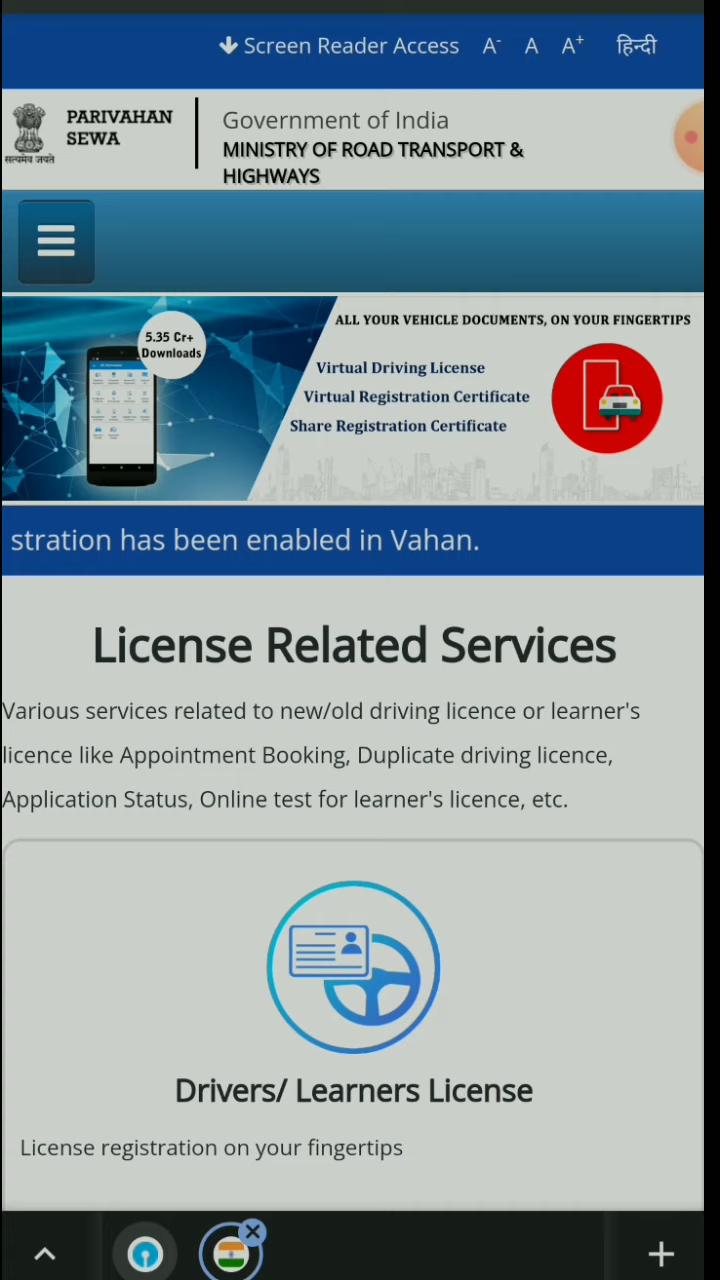 Screen Reader Access A- A A+ हिन्दी
PARIVAHAN
SEWA
सत्यमेव जयते
Government of India
MINISTRY OF ROAD TRANSPORT &
HIGHWAYS
5.35 Cr+
Downloads
ALL YOUR VEHICLE DOCUMENTS, ON YOUR FINGERTIPS
Virtual Driving License
Virtual Registration Certificate
Share Registration Certificate
stration has been enabled in Vahan.
License Related Services
Various services related to new/old driving licence or learner's
licence like Appointment Booking, Duplicate driving licence,
Application Status, Online test for learner's licence, etc.
Drivers/ Learners License
License registration on your fingertips